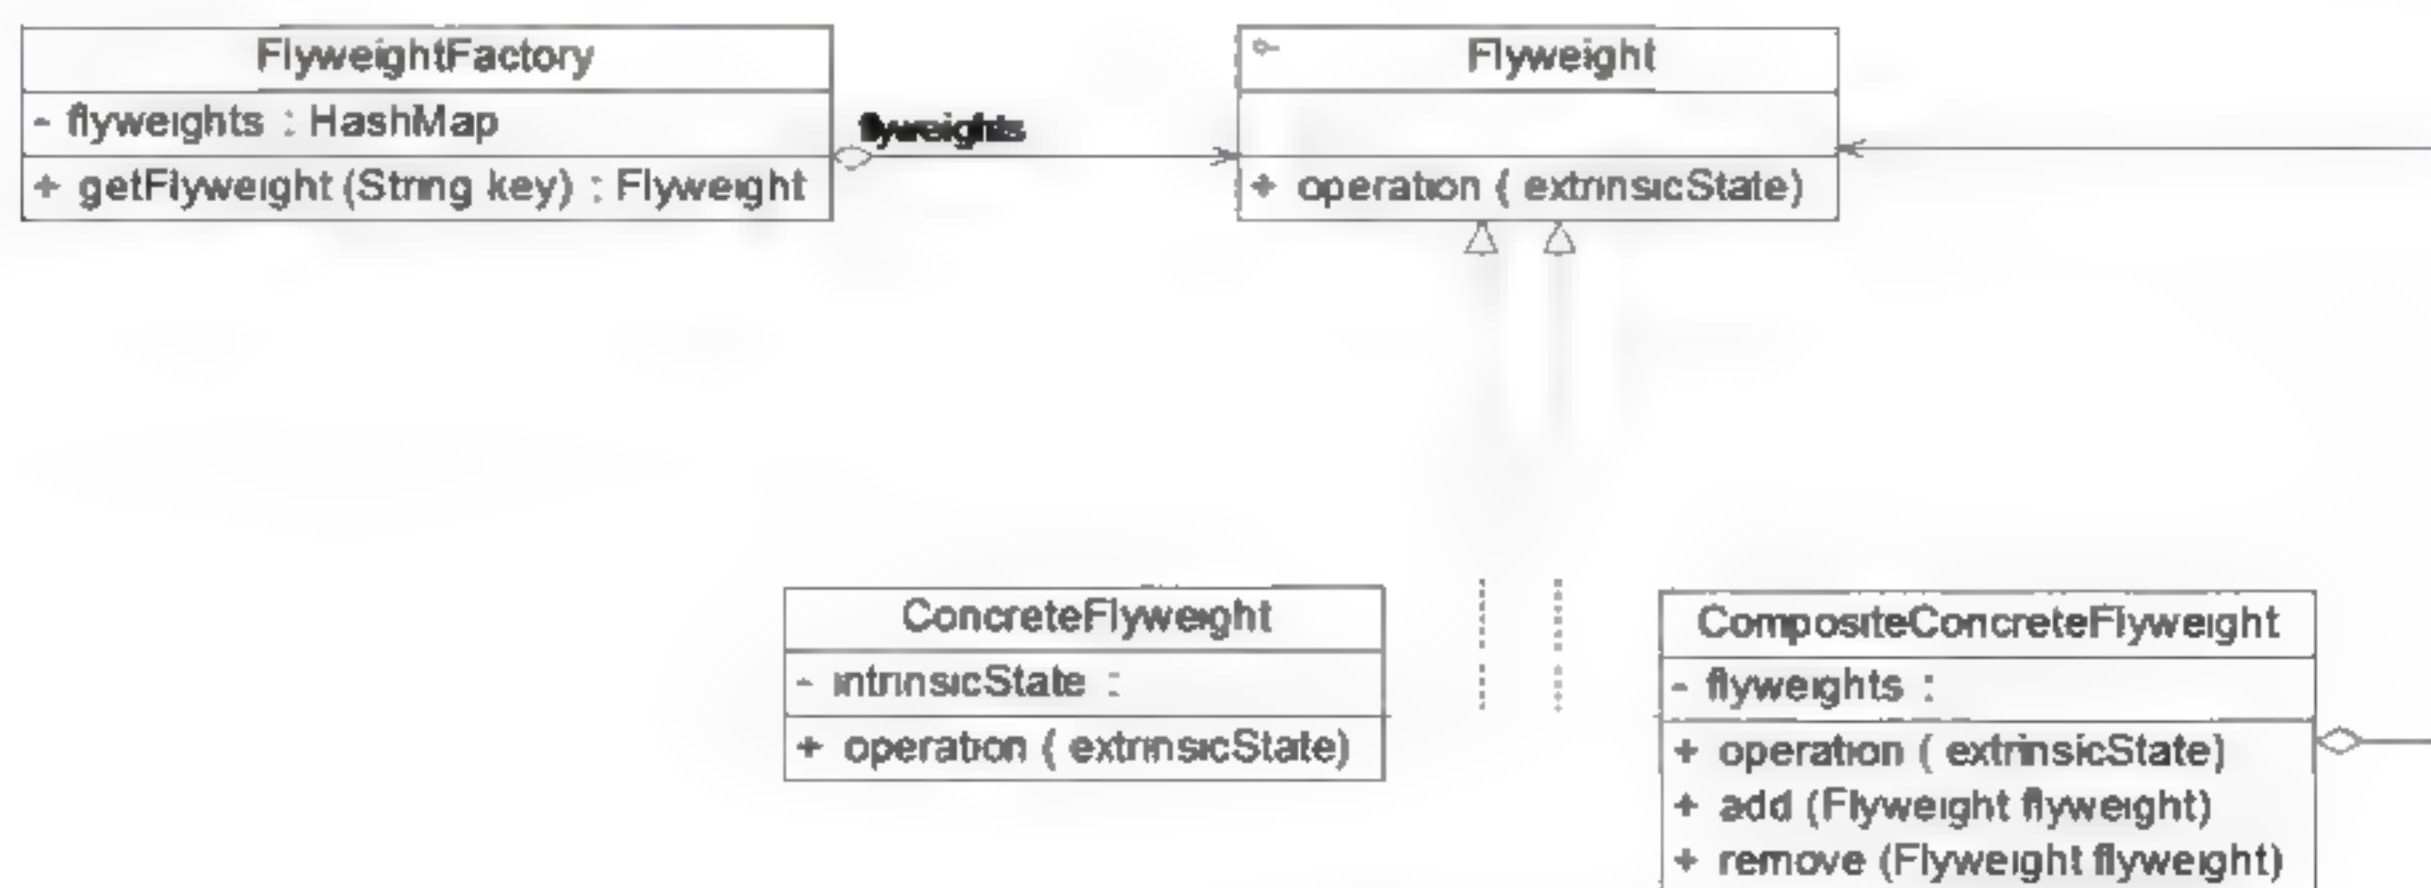 FlyweightFactory
- flyweights : HashMap
+ getFlyweight (String key) : Flyweight
flyweights
Flyweight
+ operation ( extrinsicState)
ConcreteFlyweight
- intrinsicState :
+ operation ( extrinsicState)
CompositeConcreteFlyweight
- flyweights :
+ operation ( extrinsicState)
+ add (Flyweight flyweight)
+ remove (Flyweight flyweight)